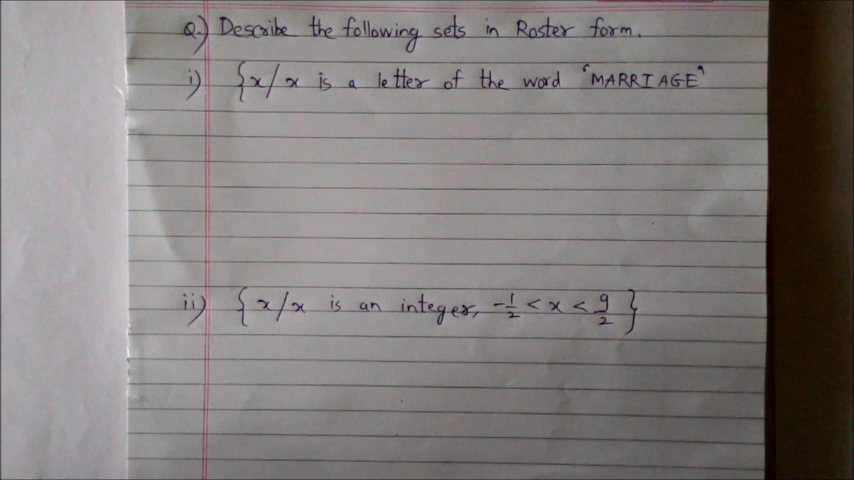 Q.) Describe the following sets in Roster form.
i) {x/x is a letter of the word "MARRIAGE"
ii) {x/x is an integer, -1/2 < x < 9/2}